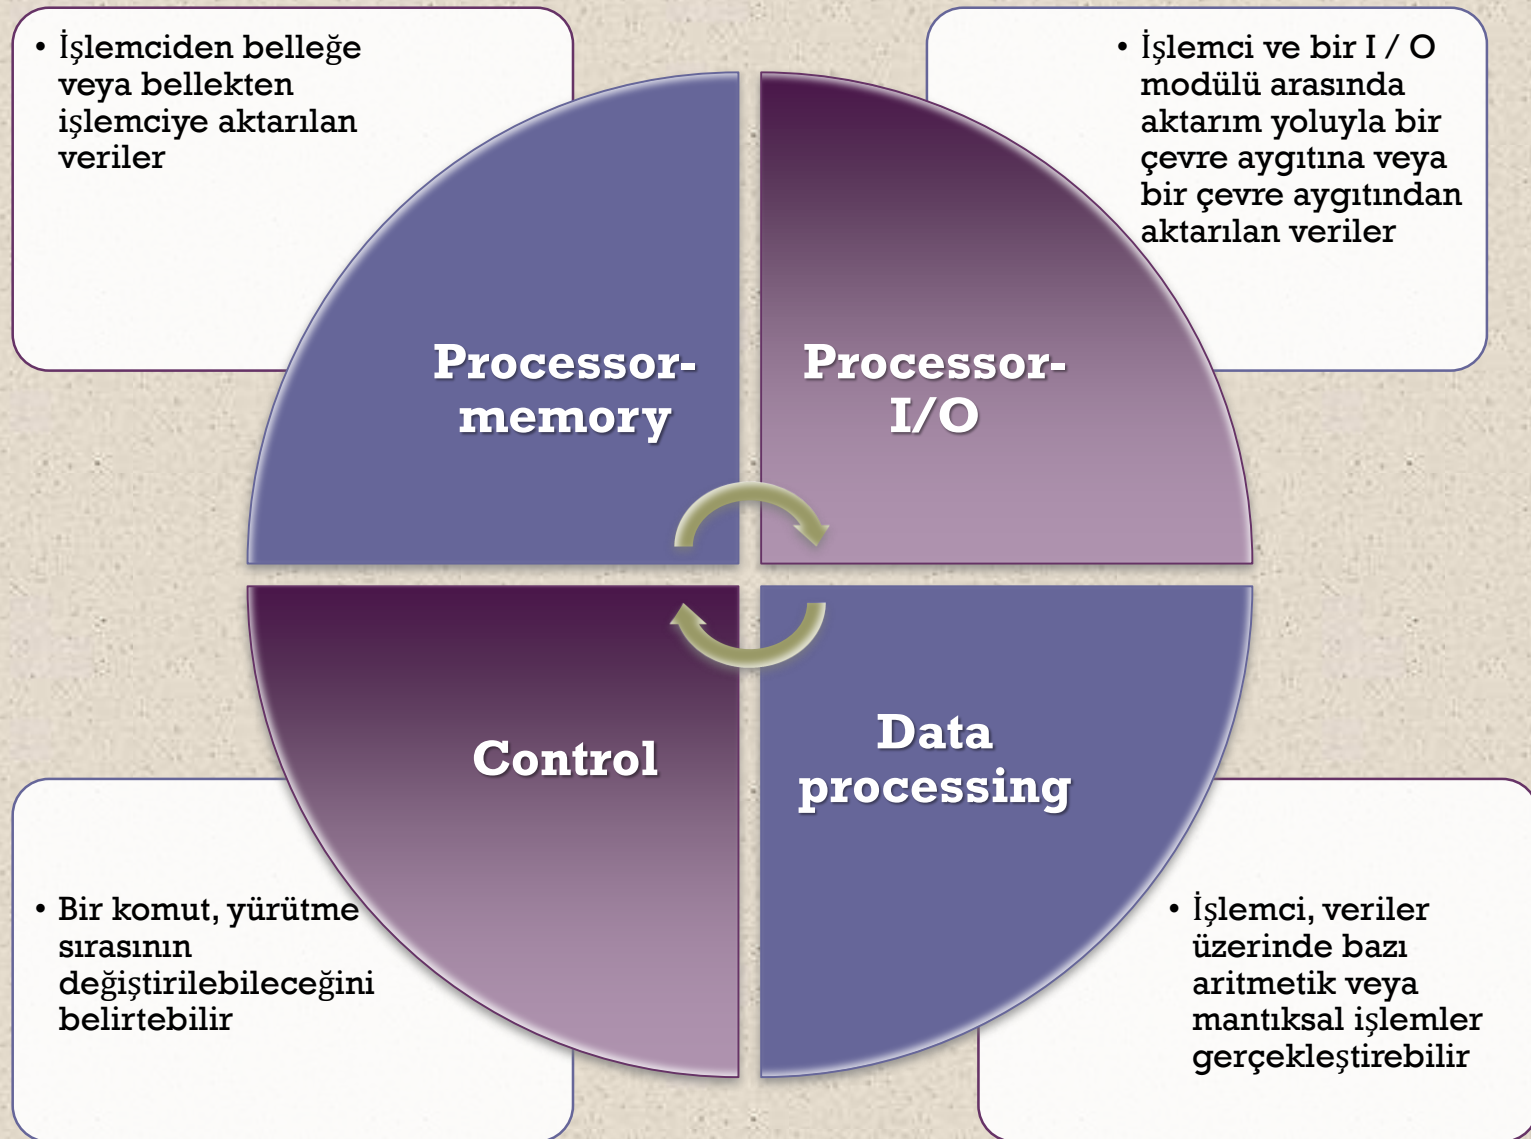 • İşlemciden belleğe
veya bellekten
işlemciye aktarılan
veriler
• İşlemci ve bir I / O
modülü arasında
aktarım yoluyla bir
çevre aygıtına veya
bir çevre aygıtından
aktarılan veriler
Processor-
memory
Processor-
I/O
Control
Data
processing
• Bir komut, yürütme
sırasının
değiştirilebileceğini
belirtebilir
• İşlemci, veriler
üzerinde bazı
aritmetik veya
mantıksal işlemler
gerçekleştirebilir